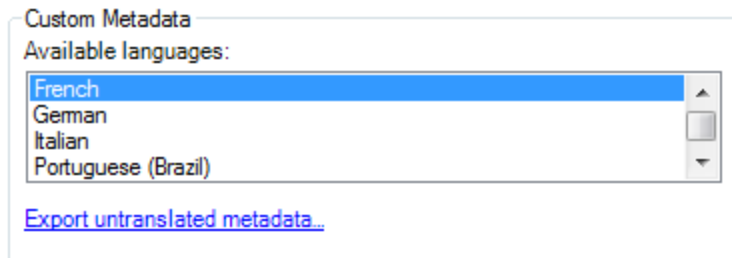 Custom Metadata
Available languages:
French
German
Italian
Portuguese (Brazil)
Export untranslated metadata...